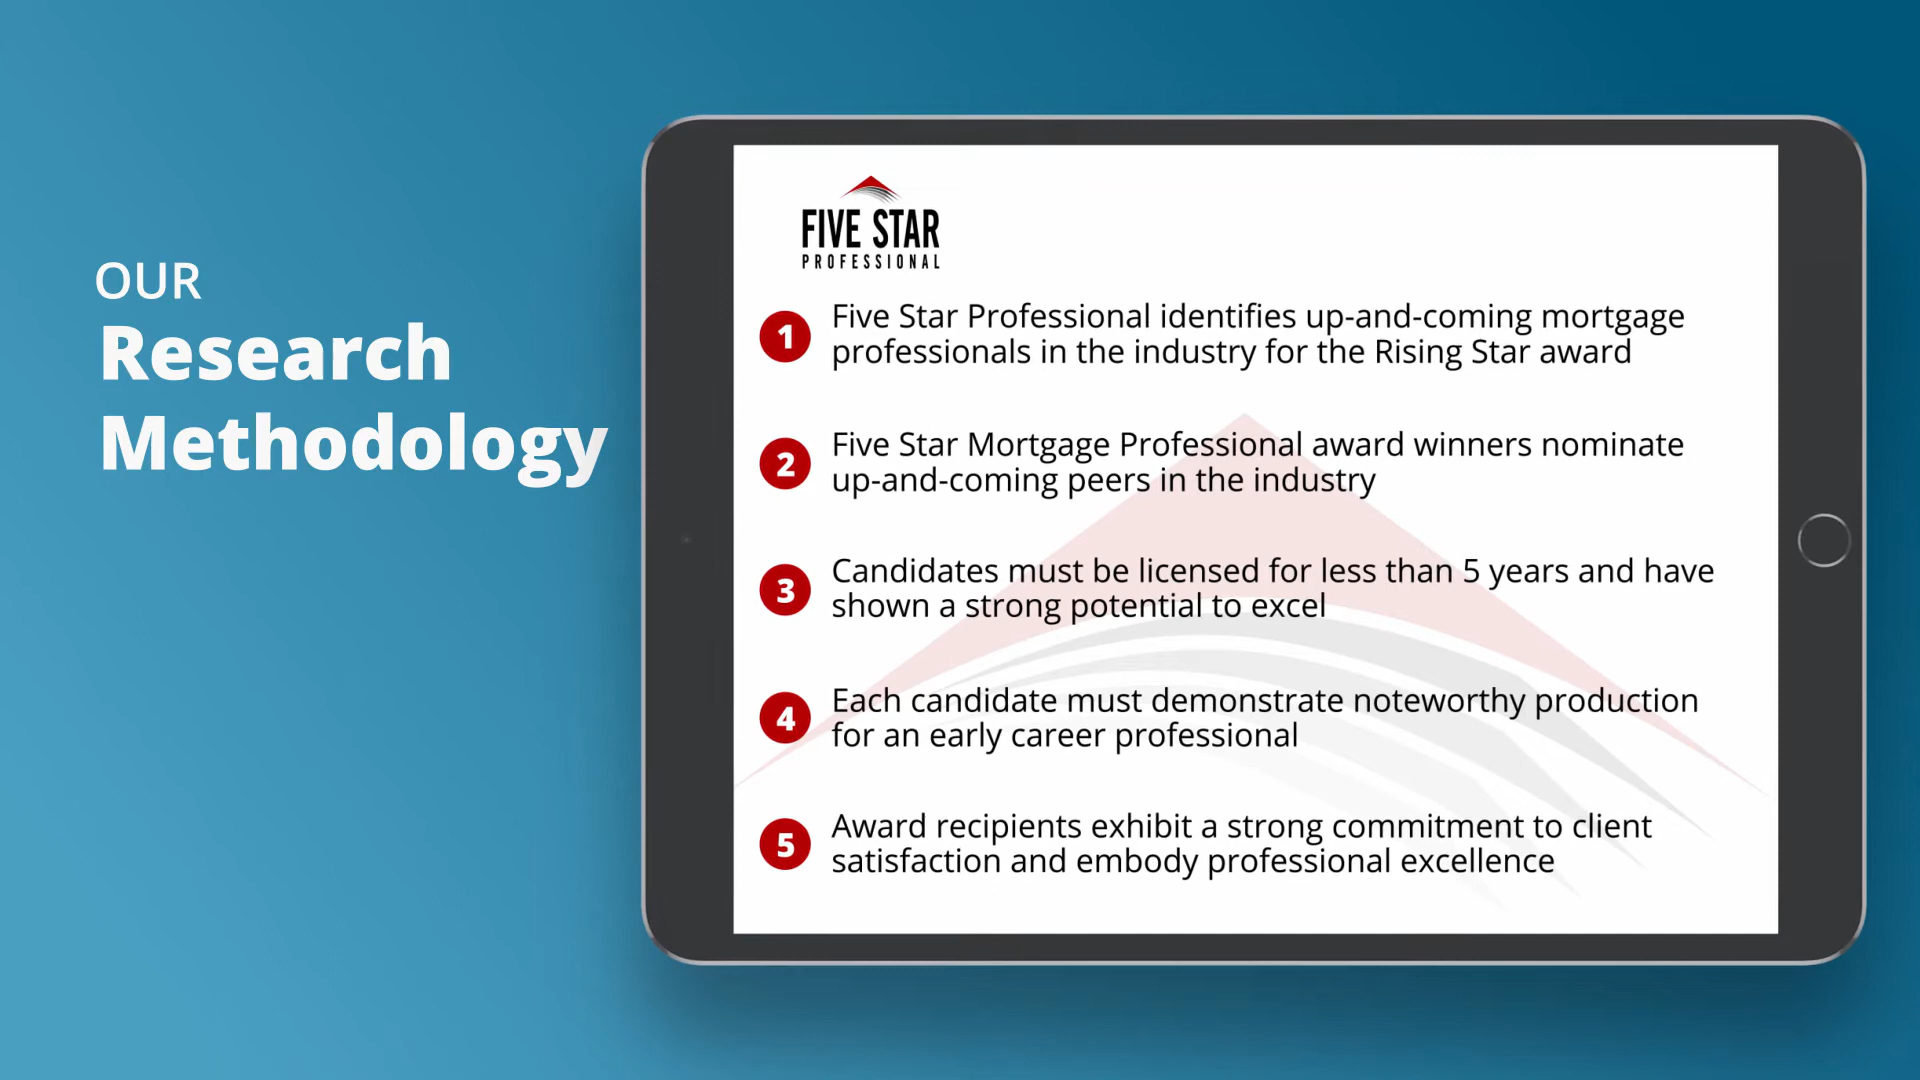 OUR
Research
Methodology
FIVE STAR
PROFESSIONAL
1 Five Star Professional identifies up-and-coming mortgage
professionals in the industry for the Rising Star award
2 Five Star Mortgage Professional award winners nominate
up-and-coming peers in the industry
3 Candidates must be licensed for less than 5 years and have
shown a strong potential to excel
4 Each candidate must demonstrate noteworthy production
for an early career professional
5 Award recipients exhibit a strong commitment to client
satisfaction and embody professional excellence